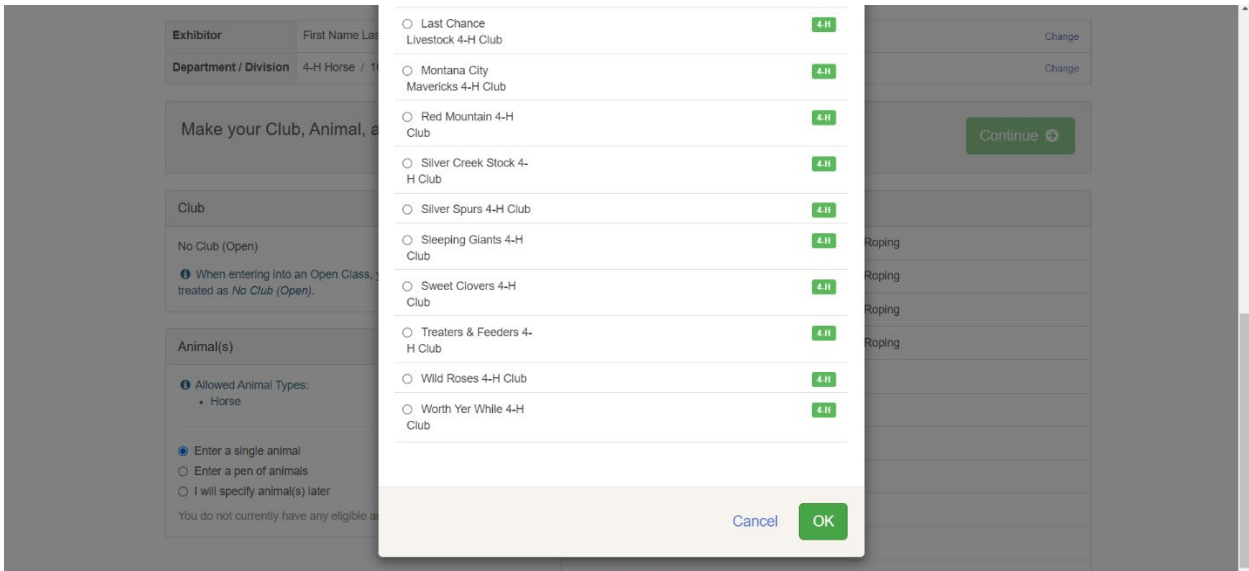 Exhibitor
First Name Las
Change
Department / Division
4-H Horse /
Change
Make your Club, Animal, a
Continue
Club
No Club (Open)
When entering into an Open Class,
treated as No Club (Open).
Animal(s)
Allowed Animal Types:
• Horse
Enter a single animal
Enter a pen of animals
I will specify animal(s) later
You do not currently have any eligible
Last Chance
Livestock 4-H Club
4-H
Montana City
Mavericks 4-H Club
4-H
Red Mountain 4-H
Club
4-H
Silver Creek Stock 4-
H Club
4-H
Silver Spurs 4-H Club
4-H
Sleeping Giants 4-H
Club
4-H
Sweet Clovers 4-H
Club
4-H
Treaters & Feeders 4-
H Club
4-H
Wild Roses 4-H Club
4-H
Worth Yer While 4-H
Club
4-H
Cancel
OK
Roping
Roping
Roping
Roping